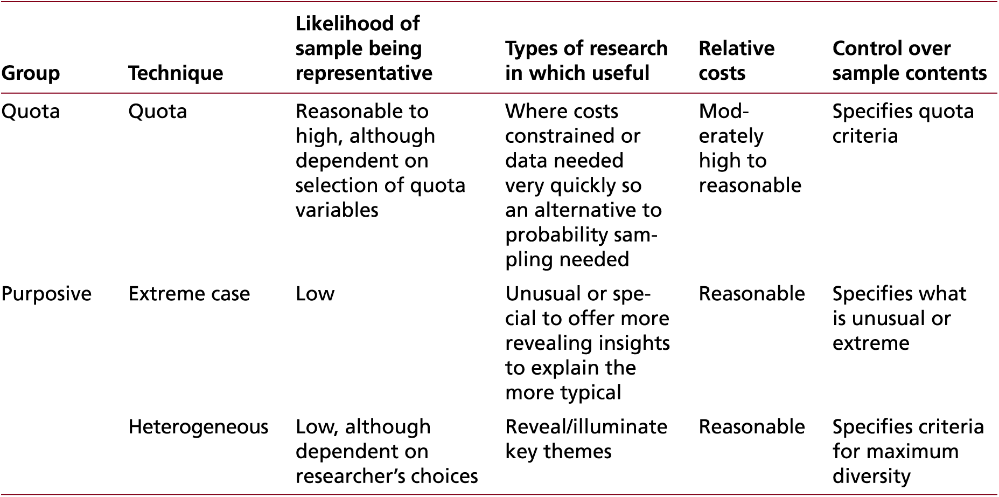 Group
Technique
Likelihood of
sample being
representative
Types of research
in which useful
Relative
costs
Control over
sample contents
Quota
Quota
Reasonable to
high, although
dependent on
selection of quota
variables
Where costs
constrained or
data needed
very quickly so
an alternative to
probability sam-
pling needed
Mod-
erately
high to
reasonable
Specifies quota
criteria
Purposive
Extreme case
Low
Unusual or spe-
cial to offer more
revealing insights
to explain the
more typical
Reasonable
Specifies what
is unusual or
extreme
Heterogeneous
Low, although
dependent on
researcher’s choices
Reveal/illuminate
key themes
Reasonable
Specifies criteria
for maximum
diversity